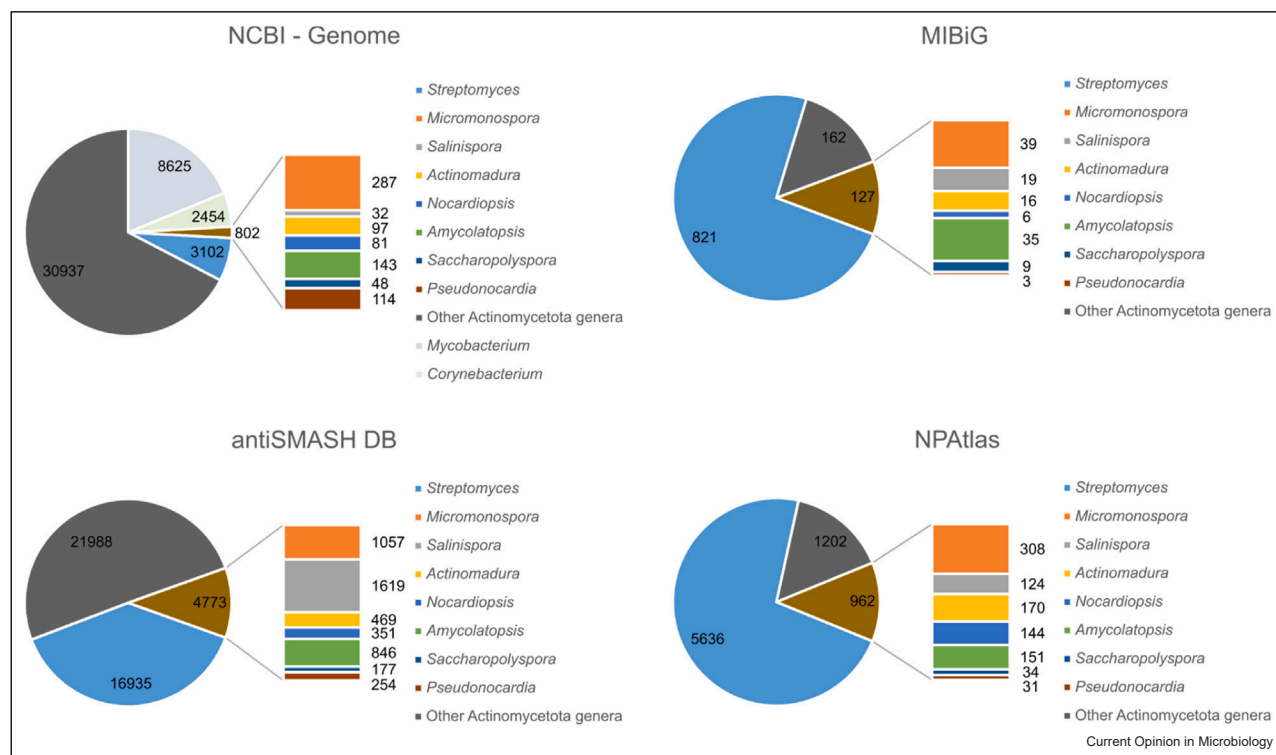 NCBI - Genome
8625
2454
802
3102
30937
287
32
97
81
143
48
114
Streptomyces
Micromonospora
Salinispora
Actinomadura
Nocardiopsis
Amycolatopsis
Saccharopolyspora
Pseudonocardia
Other Actinomycetota genera
Mycobacterium
Corynebacterium
MIBiG
162
127
821
39
19
16
6
35
9
3
Streptomyces
Micromonospora
Salinispora
Actinomadura
Nocardiopsis
Amycolatopsis
Saccharopolyspora
Pseudonocardia
Other Actinomycetota genera
antiSMASH DB
21988
4773
16935
1057
1619
469
351
846
177
254
Streptomyces
Micromonospora
Salinispora
Actinomadura
Nocardiopsis
Amycolatopsis
Saccharopolyspora
Pseudonocardia
Other Actinomycetota genera
NPAtlas
1202
962
5636
308
124
170
144
151
34
31
Streptomyces
Micromonospora
Salinispora
Actinomadura
Nocardiopsis
Amycolatopsis
Saccharopolyspora
Pseudonocardia
Other Actinomycetota genera
Current Opinion in Microbiology